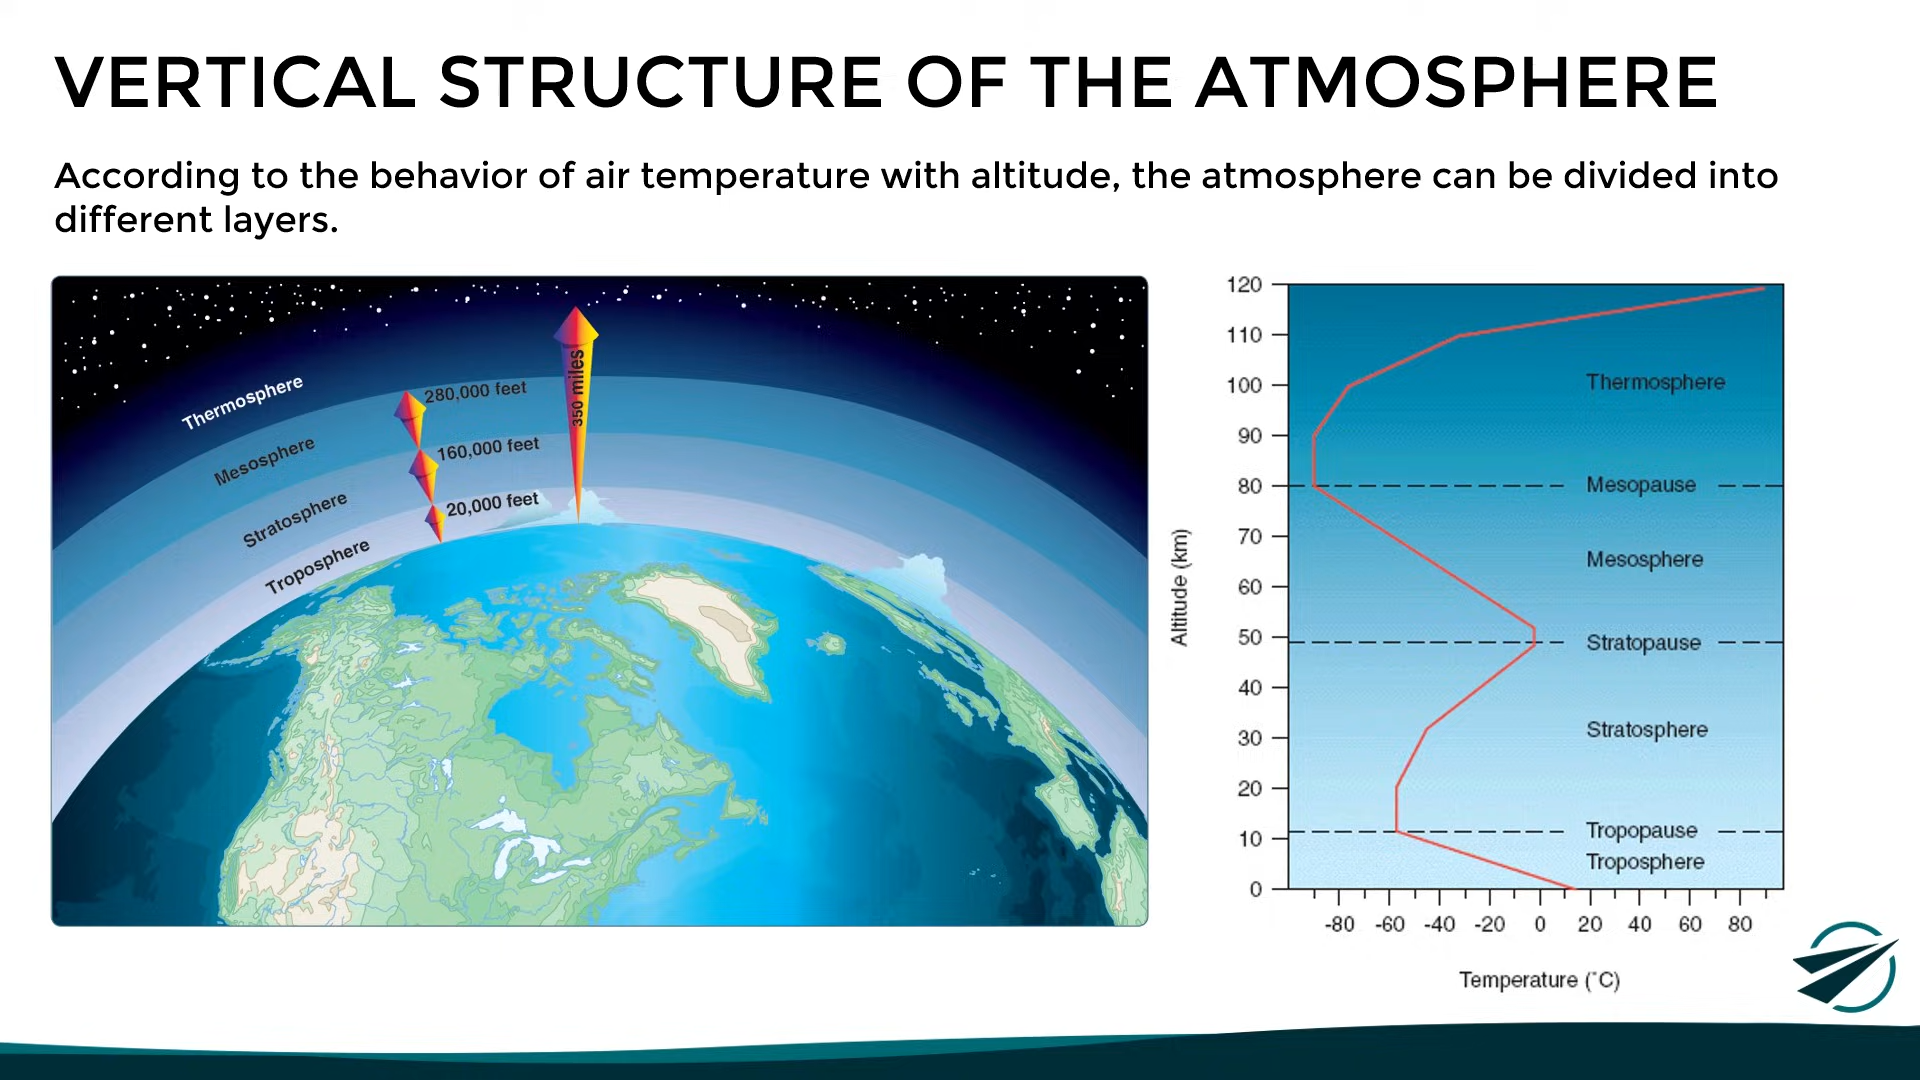 VERTICAL STRUCTURE OF THE ATMOSPHERE
According to the behavior of air temperature with altitude, the atmosphere can be divided into
different layers.
Thermosphere
Mesosphere
Stratosphere
Troposphere
280,000 feet
160,000 feet
20,000 feet
350 miles
Altitude (km)
120
110
100
90
80
70
60
50
40
30
20
10
0
Thermosphere
Mesopause
Mesosphere
Stratopause
Stratosphere
Tropopause
Troposphere
-80 -60 -40 -20 0 20 40 60 80
Temperature (˚C)